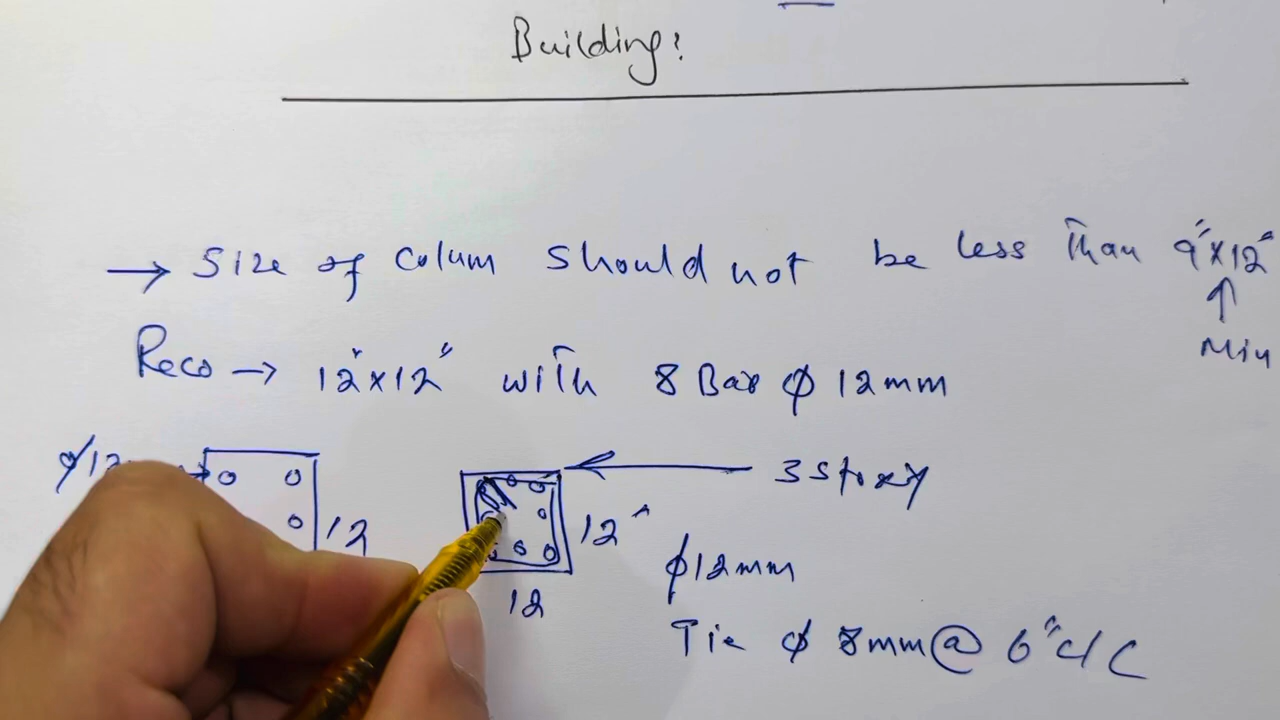 Building?
→ Size of Colum should not be less Than 9"x12"
↑
Min
Reco → 12"x12" with 8 Bar ϕ 12mm
ϕ12
12
12"
12
3 Story
ϕ12mm
Tie ϕ 8mm@ 6" C/C